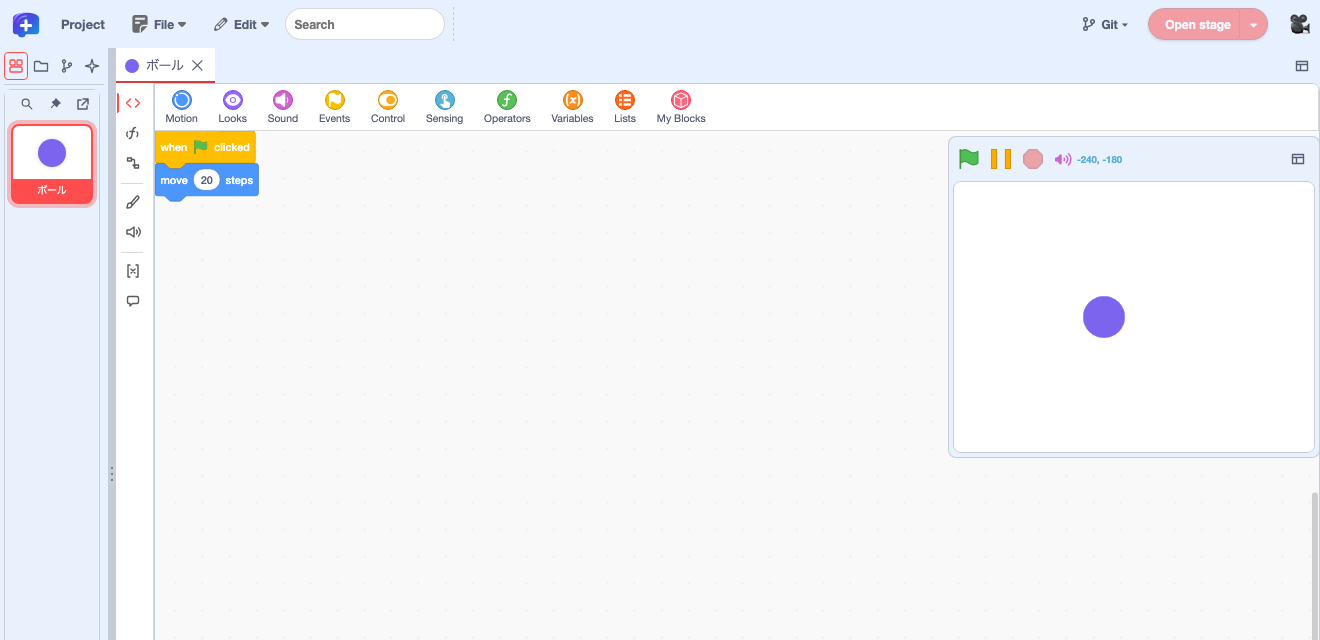 Project File Edit Search Git Open stage
ボール
Motion Looks Sound Events Control Sensing Operators Variables Lists My Blocks
when clicked
move 20 steps
-240, -180
ボール